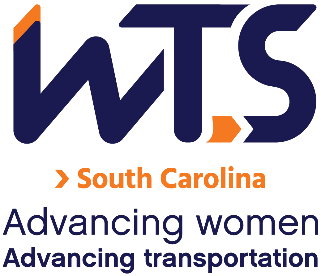 WTS
South Carolina
Advancing women
Advancing transportation